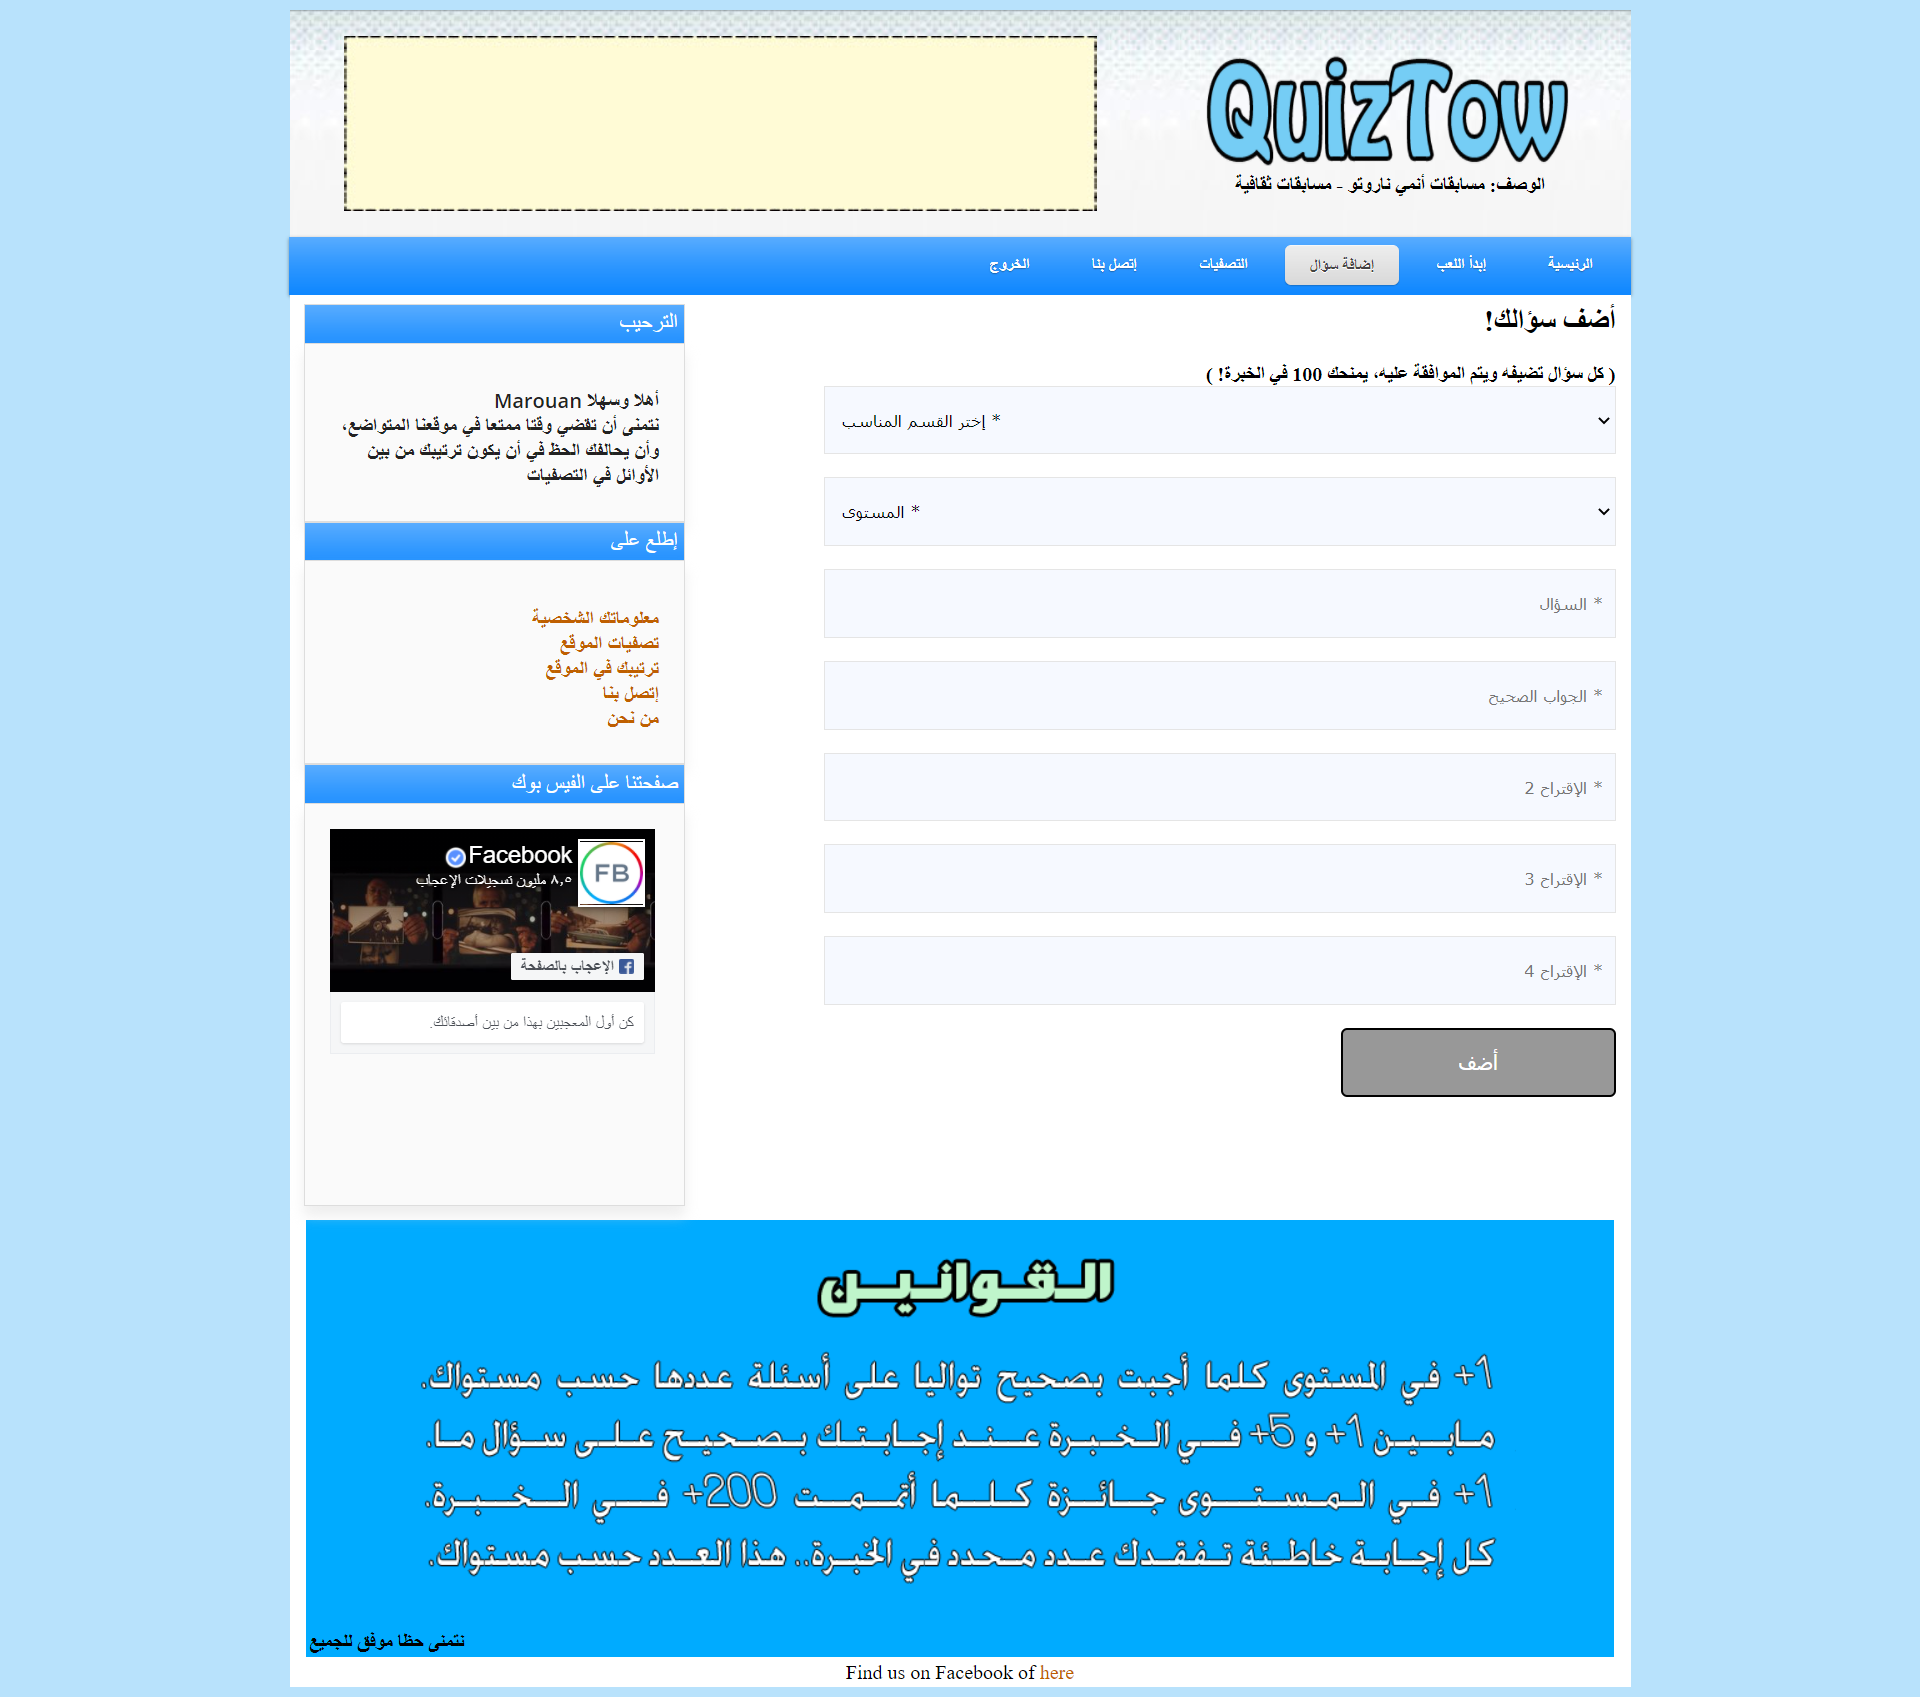 QuizTow
الوصف: مسابقات أنمي ناروتو - مسابقات ثقافية
الرئيسية
إبدأ اللعب
إضافة سؤال
التصفيات
إتصل بنا
الخروج
أضف سؤالك!
( كل سؤال تضيفه ويتم الموافقة عليه، يمنحك 100 في الخبرة! )
* إختر القسم المناسب
* المستوى
* السؤال
* الجواب الصحيح
* الإقتراح 2
* الإقتراح 3
* الإقتراح 4
أضف
الترحيب
أهلا وسهلا Marouan
نتمنى أن تقضي وقتا ممتعا في موقعنا المتواضع،
وأن يحالفك الحظ في أن يكون ترتيبك من بين
الأوائل في التصفيات
إطلع على
معلوماتك الشخصية
تصفيات الموقع
ترتيبك في الموقع
إتصل بنا
من نحن
صفحتنا على الفيس بوك
FB
Facebook
٨,٥ مليون تسجيلات الإعجاب
الإعجاب بالصفحة
كن أول المعجبين بهذا من بين أصدقائك.
القوانين
+1 في المستوى كلما أجبت بصحيح تواليا على أسئلة عددها حسب مستواك.
مابين +1 و +5 في الخبرة عند إجابتك بصحيح على سؤال ما.
+1 في المستوى جائزة كلما أتممت +200 في الخبرة.
كل إجابة خاطئة تفقدك عدد محدد في الخبرة.. هذا العدد حسب مستواك.
نتمنى حظا موفق للجميع
Find us on Facebook of here